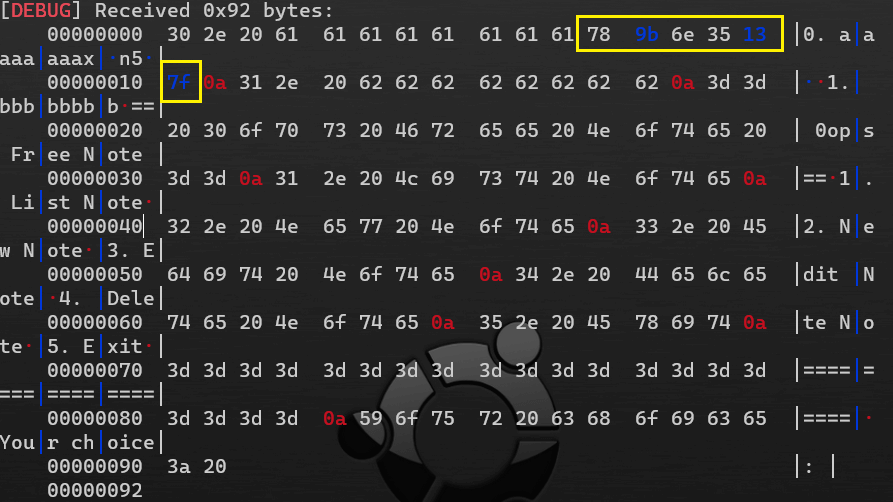 [DEBUG] Received 0x92 bytes:
00000000 30 2e 20 61 61 61 61 61 61 61 61 78 9b 6e 35 13 |0. a│a
aaa│aaax│·n5·│
00000010 7f 0a 31 2e 20 62 62 62 62 62 62 62 62 0a 3d 3d |··1.│
bbb│bbbb│b·==│
00000020 20 30 6f 70 73 20 46 72 65 65 20 4e 6f 74 65 20 | 0op│s
Fr│ee N│ote │
00000030 3d 3d 0a 31 2e 20 4c 69 73 74 20 4e 6f 74 65 0a |==·1│.
Li│st N│ote·│
00000040 32 2e 20 4e 65 77 20 4e 6f 74 65 0a 33 2e 20 45 |2. N│e
w N│ote·│3. E│
00000050 64 69 74 20 4e 6f 74 65 0a 34 2e 20 44 65 6c 65 |dit │N
ote│·4. │Dele│
00000060 74 65 20 4e 6f 74 65 0a 35 2e 20 45 78 69 74 0a |te N│o
te·│5. E│xit·│
00000070 3d 3d 3d 3d 3d 3d 3d 3d 3d 3d 3d 3d 3d 3d 3d 3d |====│=
===│====│====│
00000080 3d 3d 3d 3d 0a 59 6f 75 72 20 63 68 6f 69 63 65 |====│·
You│r ch│oice│
00000090 3a 20 |: |
00000092